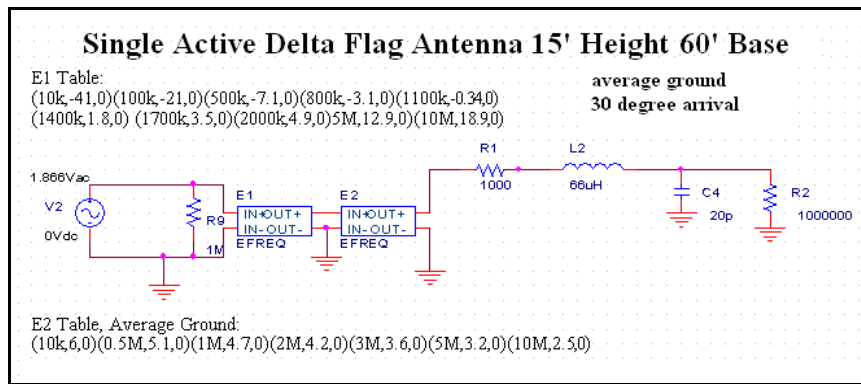 Single Active Delta Flag Antenna 15' Height 60' Base
E1 Table:
(10k,-41,0)(100k,-21,0)(500k,-7.1,0)(800k,-3.1,0)(1100k,-0.34,0)
(1400k,1.8,0) (1700k,3.5,0)(2000k,4.9,0)5M,12.9,0)(10M,18.9,0)
average ground
30 degree arrival
R1
1000
L2
66uH
1.866Vac
V2
0Vdc
R9
1M
E1
IN+OUT+
IN-OUT-
EFREQ
E2
IN+OUT+
IN-OUT-
EFREQ
C4
20p
R2
1000000
E2 Table, Average Ground:
(10k,6,0)(0.5M,5.1,0)(1M,4.7,0)(2M,4.2,0)(3M,3.6,0)(5M,3.2,0)(10M,2.5,0)